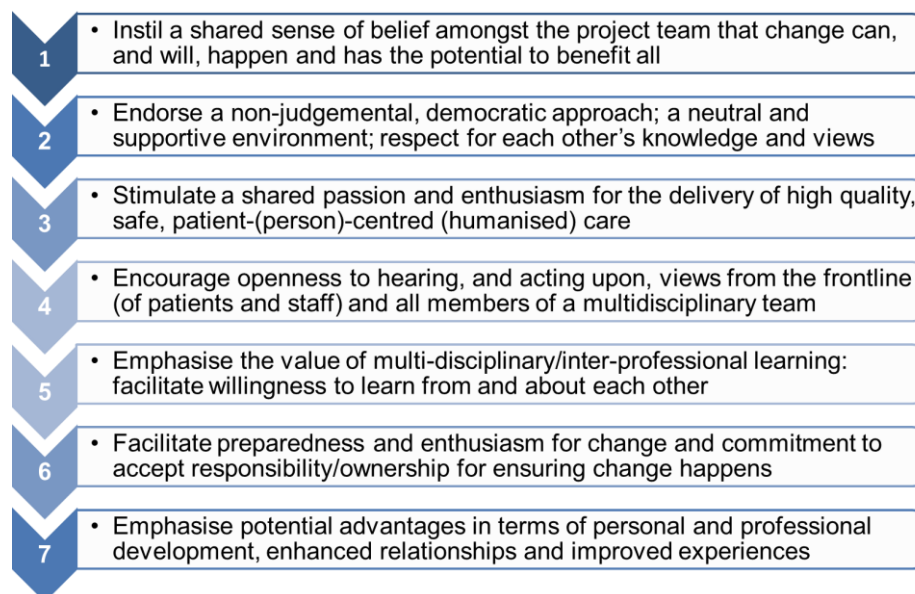 1
• Instil a shared sense of belief amongst the project team that change can,
and will, happen and has the potential to benefit all
2
• Endorse a non-judgemental, democratic approach; a neutral and
supportive environment; respect for each other's knowledge and views
3
• Stimulate a shared passion and enthusiasm for the delivery of high quality,
safe, patient-(person)-centred (humanised) care
4
• Encourage openness to hearing, and acting upon, views from the frontline
(of patients and staff) and all members of a multidisciplinary team
5
• Emphasise the value of multi-disciplinary/inter-professional learning:
facilitate willingness to learn from and about each other
6
• Facilitate preparedness and enthusiasm for change and commitment to
accept responsibility/ownership for ensuring change happens
7
• Emphasise potential advantages in terms of personal and professional
development, enhanced relationships and improved experiences